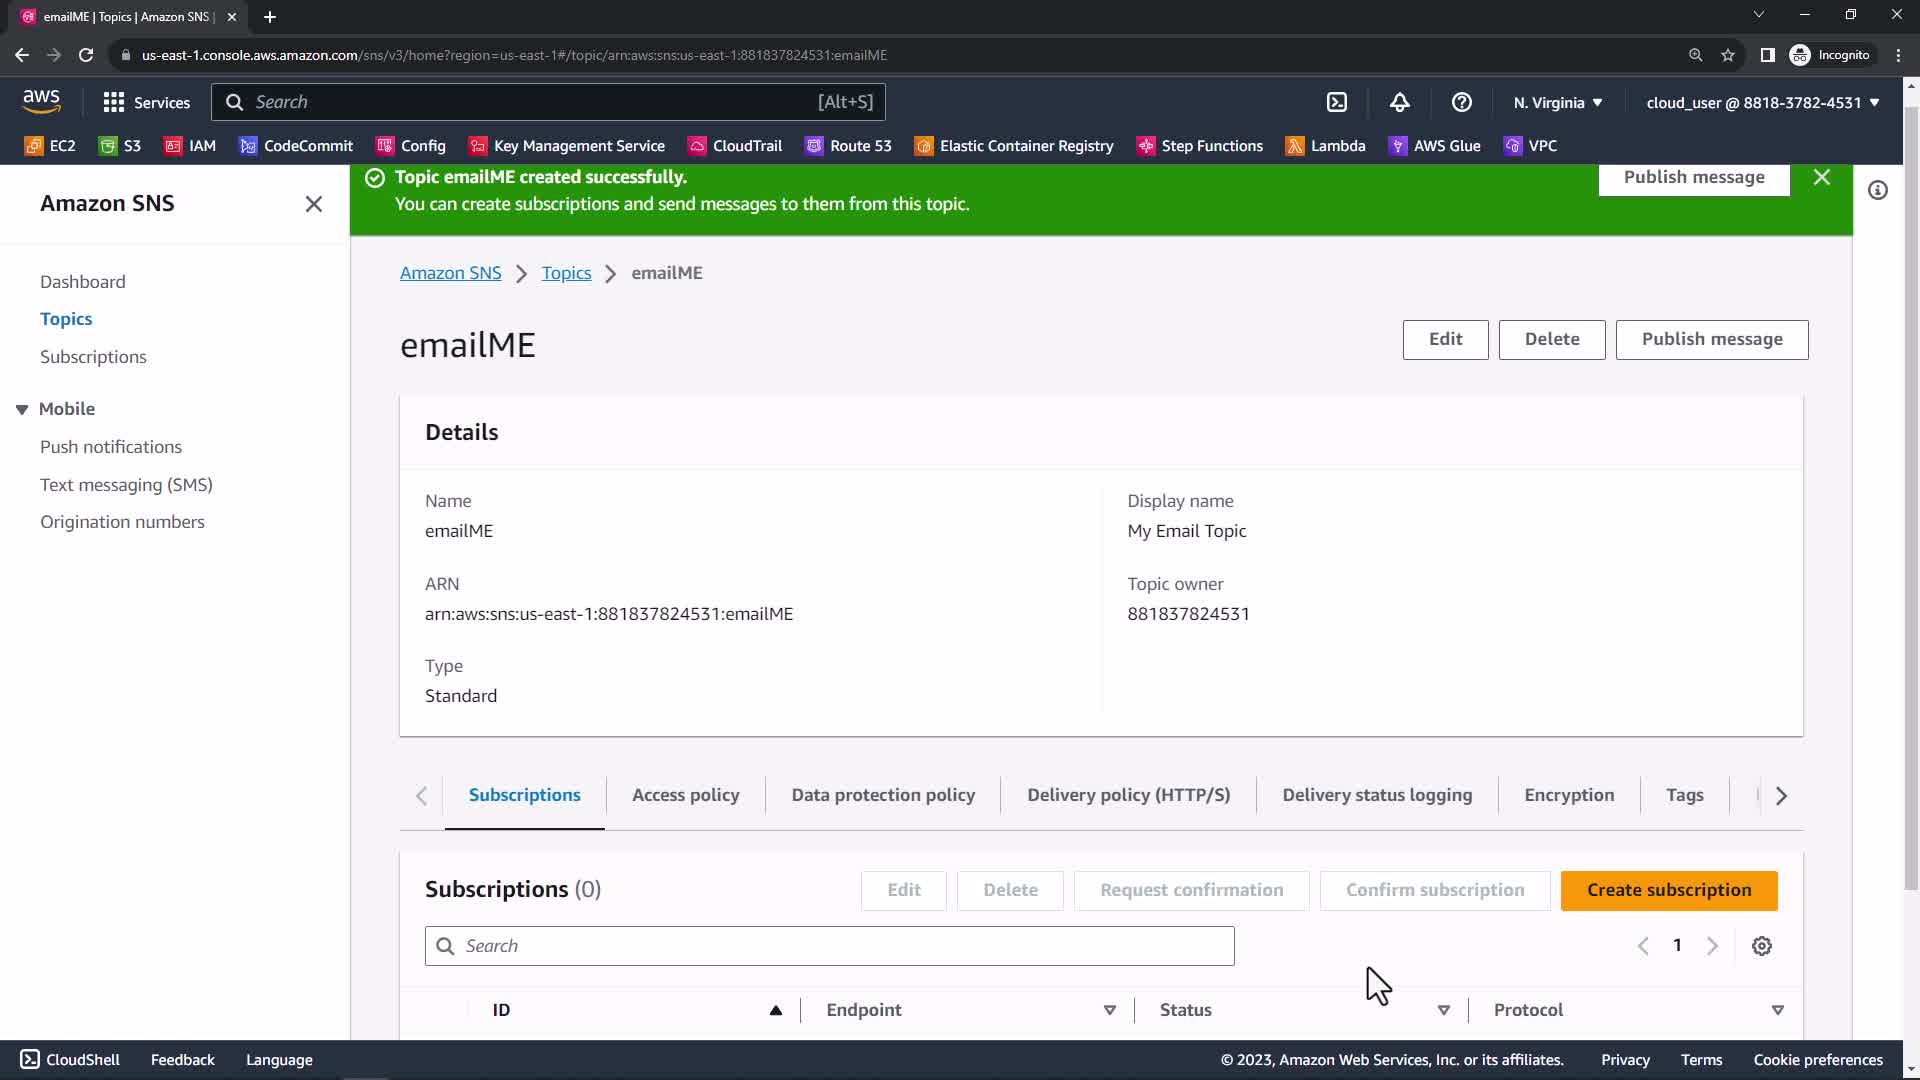 emailME | Topics | Amazon SNS |
us-east-1.console.aws.amazon.com/sns/v3/home?region=us-east-1#/topic/arn:aws:sns:us-east-1:881837824531:emailME
Incognito
aws
Services
Search
[Alt+S]
N. Virginia
cloud_user @ 8818-3782-4531
EC2
S3
IAM
CodeCommit
Config
Key Management Service
CloudTrail
Route 53
Elastic Container Registry
Step Functions
Lambda
AWS Glue
VPC
Amazon SNS
Dashboard
Topics
Subscriptions
Mobile
Push notifications
Text messaging (SMS)
Origination numbers
Topic emailME created successfully.
You can create subscriptions and send messages to them from this topic.
Publish message
Amazon SNS
Topics
emailME
emailME
Edit
Delete
Publish message
Details
Name
emailME
Display name
My Email Topic
ARN
arn:aws:sns:us-east-1:881837824531:emailME
Topic owner
881837824531
Type
Standard
Subscriptions
Access policy
Data protection policy
Delivery policy (HTTP/S)
Delivery status logging
Encryption
Tags
Subscriptions (0)
Edit
Delete
Request confirmation
Confirm subscription
Create subscription
Search
1
ID
Endpoint
Status
Protocol
CloudShell
Feedback
Language
© 2023, Amazon Web Services, Inc. or its affiliates.
Privacy
Terms
Cookie preferences